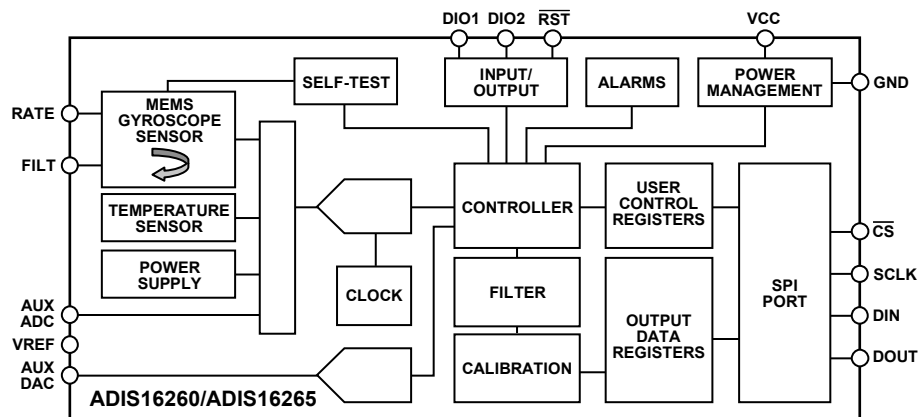 DIO1 DIO2 RST VCC
SELF-TEST
INPUT/
OUTPUT
ALARMS
POWER
MANAGEMENT
GND
RATE
MEMS
GYROSCOPE
SENSOR
FILT
TEMPERATURE
SENSOR
POWER
SUPPLY
CLOCK
CONTROLLER
FILTER
CALIBRATION
USER
CONTROL
REGISTERS
OUTPUT
DATA
REGISTERS
SPI
PORT
CS
SCLK
DIN
DOUT
AUX
ADC
VREF
AUX
DAC
ADIS16260/ADIS16265